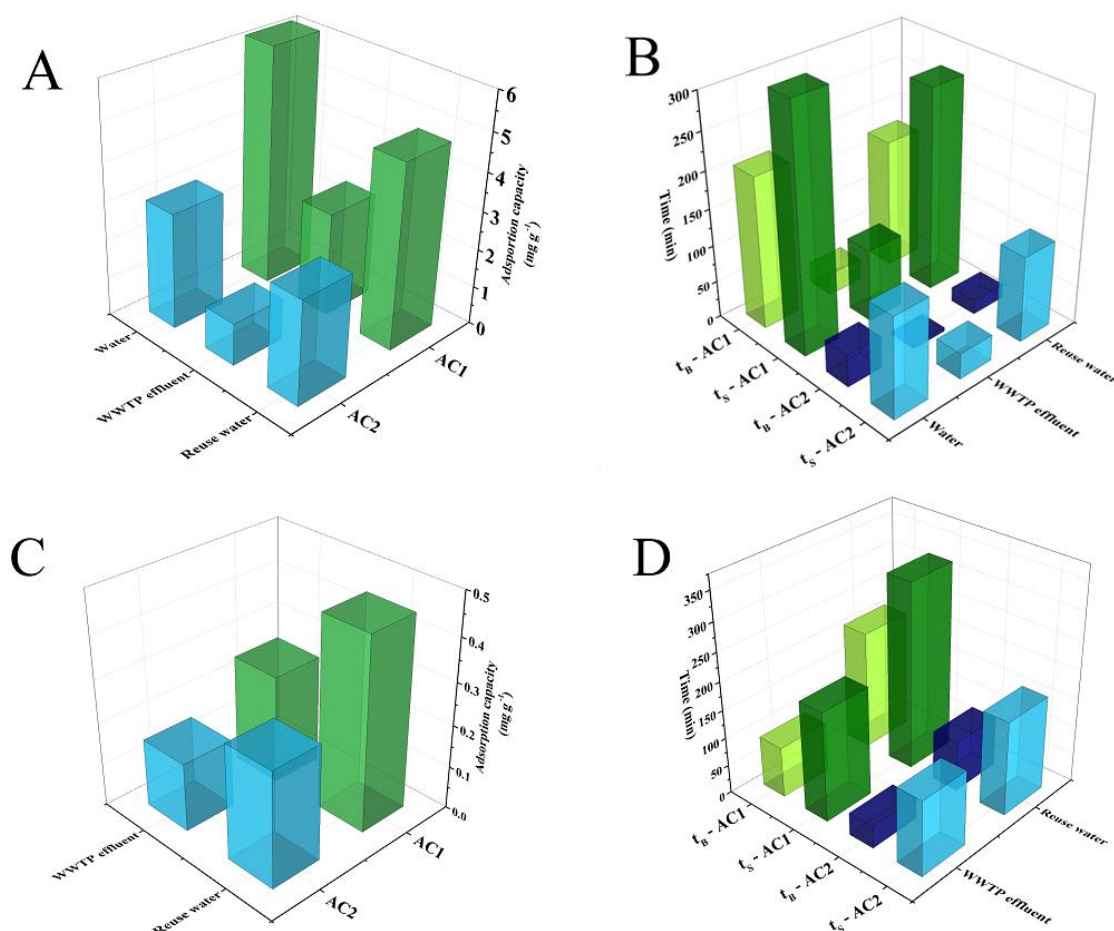 A
6
5
4
3
2
1
0
Adsportion capacity
(mg g⁻¹)
Water
WWTP effluent
Reuse water
AC2
AC1
B
300
250
200
150
100
50
0
Time (min)
t_B - AC1
t_S - AC1
t_B - AC2
t_S - AC2
Water
WWTP effluent
Reuse water
C
0.5
0.4
0.3
0.2
0.1
0.0
Adsorption capacity
(mg g⁻¹)
WWTP effluent
Reuse water
AC2
AC1
D
350
300
250
200
150
100
50
0
Time (min)
t_B - AC1
t_S - AC1
t_B - AC2
t_S - AC2
WWTP effluent
Reuse water